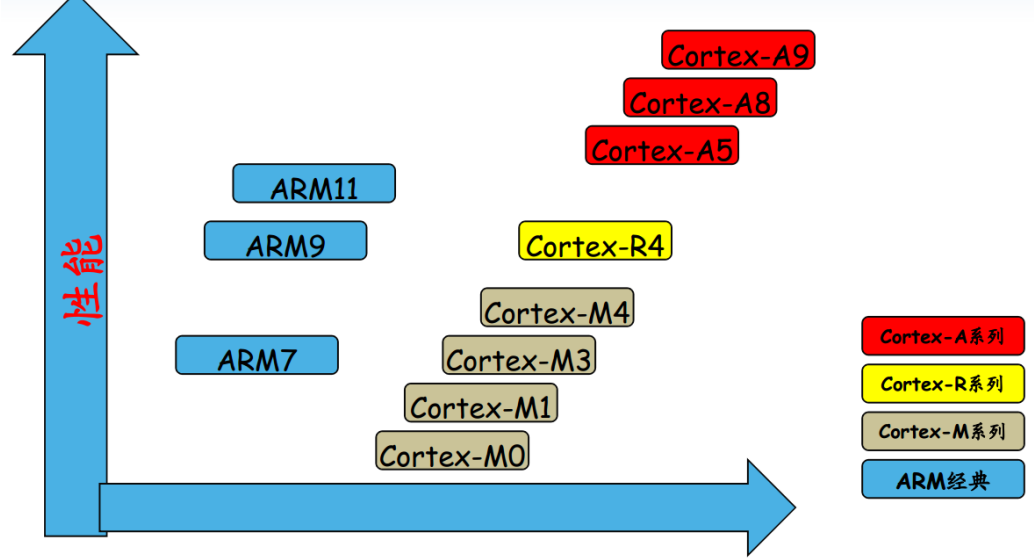 Cortex-A9
Cortex-A8
Cortex-A5
ARM11
ARM9
Cortex-R4
性能
Cortex-M4
ARM7
Cortex-M3
Cortex-M1
Cortex-M0
Cortex-A系列
Cortex-R系列
Cortex-M系列
ARM经典